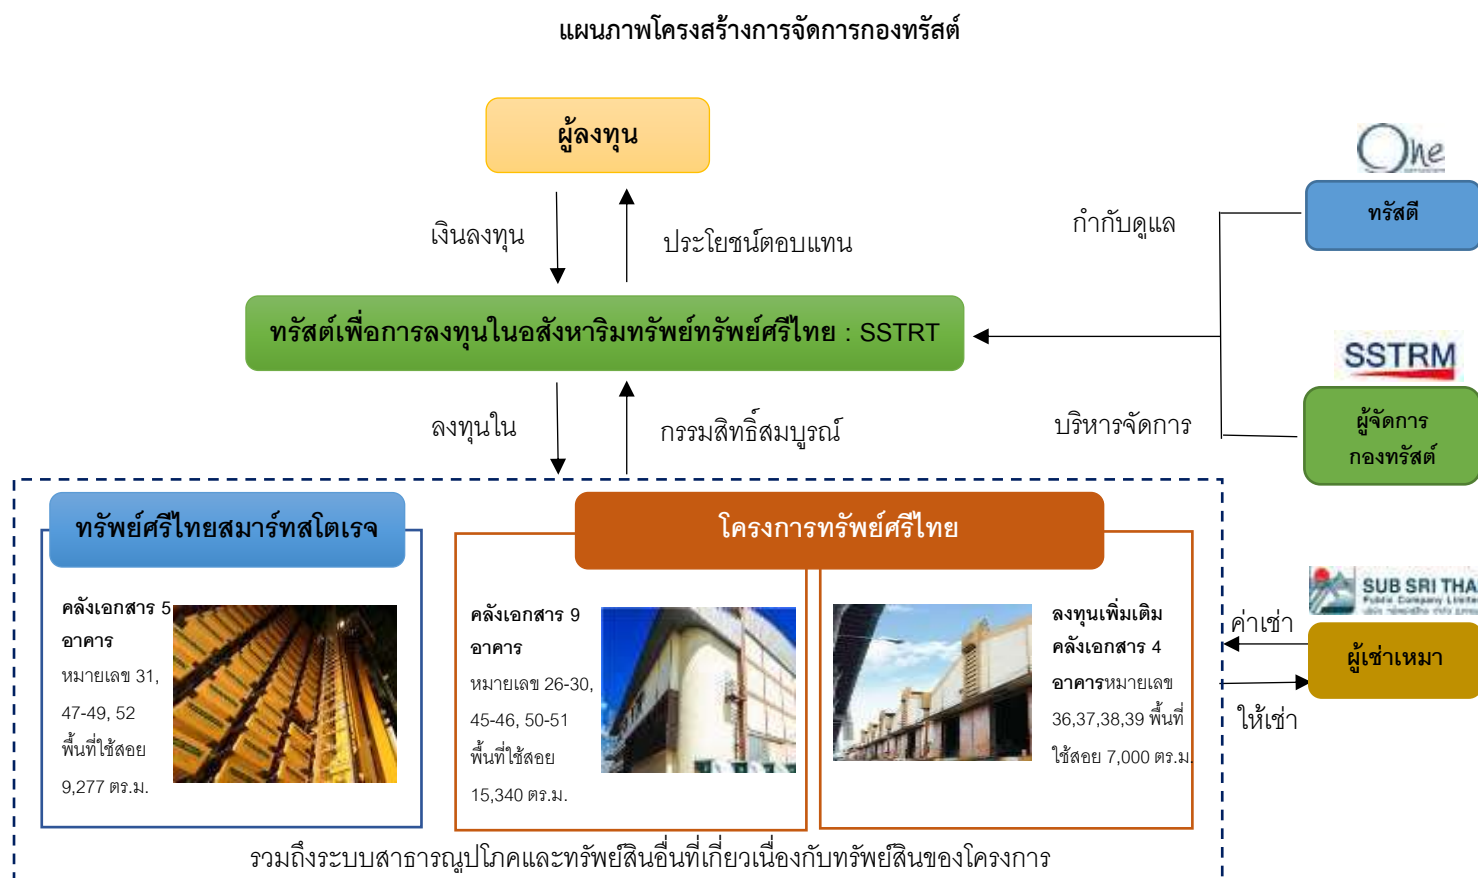 แผนภาพโครงสร้างการจัดการกองทรัสต์
ผู้ลงทุน
เงินลงทุน
ประโยชน์ตอบแทน
กำกับดูแล
One
ทรัสตี
ทรัสต์เพื่อการลงทุนในอสังหาริมทรัพย์ทรัพย์ศรีไทย : SSTRT
SSTRM
ผู้จัดการ
กองทรัสต์
บริหารจัดการ
ลงทุนใน
กรรมสิทธิ์สมบูรณ์
ทรัพย์ศรีไทยสมาร์ทสโตเรจ
คลังเอกสาร 5
อาคาร
หมายเลข 31,
47-49, 52
พื้นที่ใช้สอย
9,277 ตร.ม.
โครงการทรัพย์ศรีไทย
คลังเอกสาร 9
อาคาร
หมายเลข 26-30,
45-46, 50-51
พื้นที่ใช้สอย
15,340 ตร.ม.
ลงทุนเพิ่มเติม
คลังเอกสาร 4
อาคารหมายเลข
36,37,38,39 พื้นที่
ใช้สอย 7,000 ตร.ม.
SUB SRI THA
Public Company Limite
ค่าเช่า
ผู้เช่าเหมา
ให้เช่า
รวมถึงระบบสาธารณูปโภคและทรัพย์สินอื่นที่เกี่ยวเนื่องกับทรัพย์สินของโครงการ